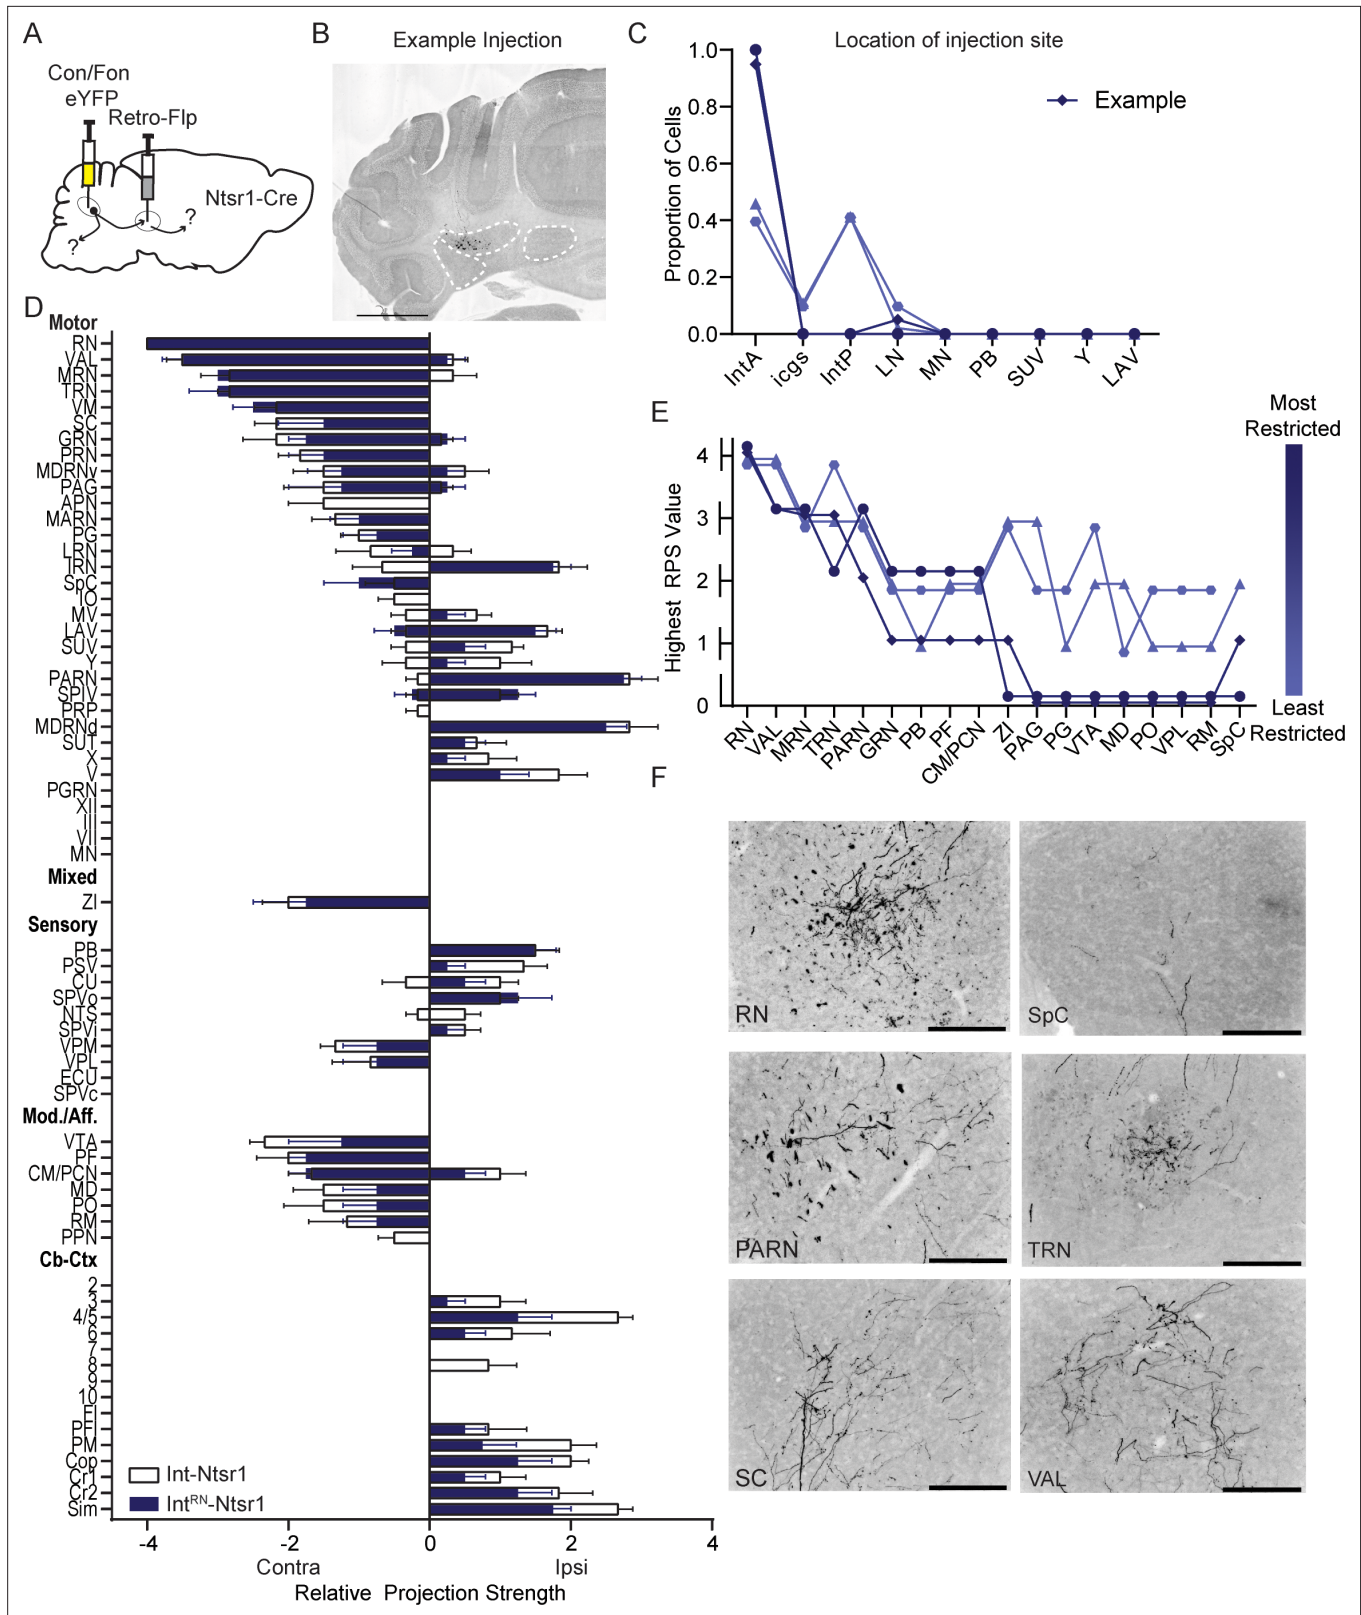 A
Con/Fon
eYFP
Retro-Flp
Ntsr1-Cre
?
?
B
Example Injection
C
Location of injection site
Proportion of Cells
1.0
0.8
0.6
0.4
0.2
0.0
IntA
icgs
IntP
LN
MN
PB
SUV
Y
LAV
Example
D
Motor
RN
VAL
MRN
TRN
VM
SC
GRN
PRN
MDRNv
PAG
APN
MARN
PG
LRN
IRN
SpC
IO
MV
LAV
SUV
Y
PARN
SPIV
PRP
MDRNd
SUT
X
V
PGRN
XII
III
VII
MN
Mixed
ZI
Sensory
PB
PSV
CU
SPVo
NTS
SPVi
VPM
VPL
ECU
SPVc
Mod./Aff.
VTA
PF
CM/PCN
MD
PO
RM
PPN
Cb-Ctx
2
3
4/5
6
7
8
9
10
Fl
PFl
PM
Cop
Cr1
Cr2
Sim
Int-Ntsr1
IntRN-Ntsr1
-4
-2
0
2
4
Contra
Ipsi
Relative Projection Strength
E
Highest RPS Value
4
3
2
1
0
RN
VAL
MRN
TRN
PARN
GRN
PB
PF
CM/PCN
ZI
PAG
PG
VTA
MD
PO
VPL
RM
SpC
Most
Restricted
Least
Restricted
F
RN
SpC
PARN
TRN
SC
VAL